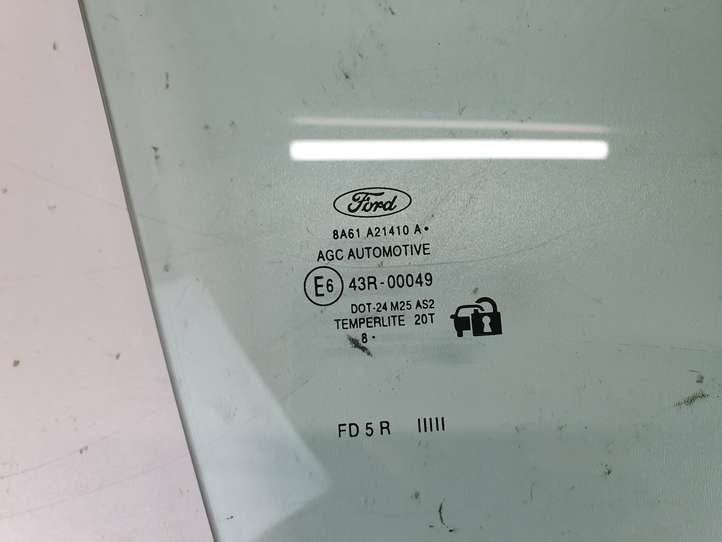 Ford
8A61 A21410 A •
AGC AUTOMOTIVE
E6 43R-00049
DOT-24 M25 AS2
TEMPERLITE 20T
8 •
FD 5 R IIIII